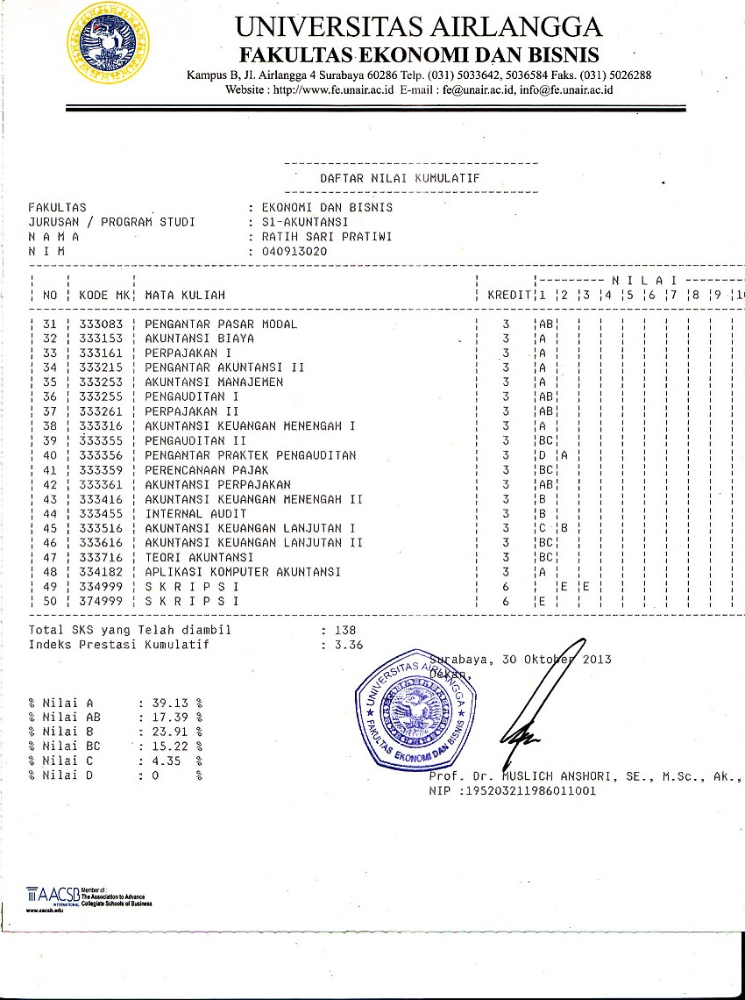 UNIVERSITAS AIRLANGGA
FAKULTAS EKONOMI DAN BISNIS
Kampus B, Jl. Airlangga 4 Surabaya 60286 Telp. (031) 5033642, 5036584 Faks. (031) 5026288
Website : http://www.fe.unair.ac.id E-mail : fe@unair.ac.id, info@fe.unair.ac.id
DAFTAR NILAI KUMULATIF
FAKULTAS : EKONOMI DAN BISNIS
JURUSAN / PROGRAM STUDI : S1-AKUNTANSI
N A M A : RATIH SARI PRATIWI
N I M : 040913020
¦ ¦ ¦ ¦ ¦--------- N I L A I --------
¦ NO ¦ KODE MK¦ MATA KULIAH ¦ KREDIT¦1 ¦2 ¦3 ¦4 ¦5 ¦6 ¦7 ¦8 ¦9 ¦10
¦ 31 ¦ 333083 ¦ PENGANTAR PASAR MODAL ¦ 3 ¦AB¦
¦ 32 ¦ 333153 ¦ AKUNTANSI BIAYA ¦ 3 ¦A ¦
¦ 33 ¦ 333161 ¦ PERPAJAKAN I ¦ 3 ¦A ¦
¦ 34 ¦ 333215 ¦ PENGANTAR AKUNTANSI II ¦ 3 ¦A ¦
¦ 35 ¦ 333253 ¦ AKUNTANSI MANAJEMEN ¦ 3 ¦A ¦
¦ 36 ¦ 333255 ¦ PENGAUDITAN I ¦ 3 ¦AB¦
¦ 37 ¦ 333261 ¦ PERPAJAKAN II ¦ 3 ¦AB¦
¦ 38 ¦ 333316 ¦ AKUNTANSI KEUANGAN MENENGAH I ¦ 3 ¦A ¦
¦ 39 ¦ 333355 ¦ PENGAUDITAN II ¦ 3 ¦BC¦
¦ 40 ¦ 333356 ¦ PENGANTAR PRAKTEK PENGAUDITAN ¦ 3 ¦D ¦A ¦
¦ 41 ¦ 333359 ¦ PERENCANAAN PAJAK ¦ 3 ¦BC¦
¦ 42 ¦ 333361 ¦ AKUNTANSI PERPAJAKAN ¦ 3 ¦AB¦
¦ 43 ¦ 333416 ¦ AKUNTANSI KEUANGAN MENENGAH II ¦ 3 ¦B ¦
¦ 44 ¦ 333455 ¦ INTERNAL AUDIT ¦ 3 ¦B ¦
¦ 45 ¦ 333516 ¦ AKUNTANSI KEUANGAN LANJUTAN I ¦ 3 ¦C ¦B ¦
¦ 46 ¦ 333616 ¦ AKUNTANSI KEUANGAN LANJUTAN II ¦ 3 ¦BC¦
¦ 47 ¦ 333716 ¦ TEORI AKUNTANSI ¦ 3 ¦BC¦
¦ 48 ¦ 334182 ¦ APLIKASI KOMPUTER AKUNTANSI ¦ 3 ¦A ¦
¦ 49 ¦ 334999 ¦ S K R I P S I ¦ 6 ¦ ¦E ¦E
¦ 50 ¦ 374999 ¦ S K R I P S I ¦ 6 ¦E ¦
Total SKS yang Telah diambil : 138
Indeks Prestasi Kumulatif : 3.36
Surabaya, 30 Oktober 2013
Dekan,
UNIVERSITAS AIRLANGGA
FAKULTAS EKONOMI DAN BISNIS
% Nilai A : 39.13 %
% Nilai AB : 17.39 %
% Nilai B : 23.91 %
% Nilai BC : 15.22 %
% Nilai C : 4.35 %
% Nilai D : 0 %
Prof. Dr. MUSLICH ANSHORI, SE., M.Sc., Ak.,
NIP :195203211986011001
AACSB
INTERNATIONAL
Member of :
The Association to Advance
Collegiate Schools of Business
www.aacsb.edu